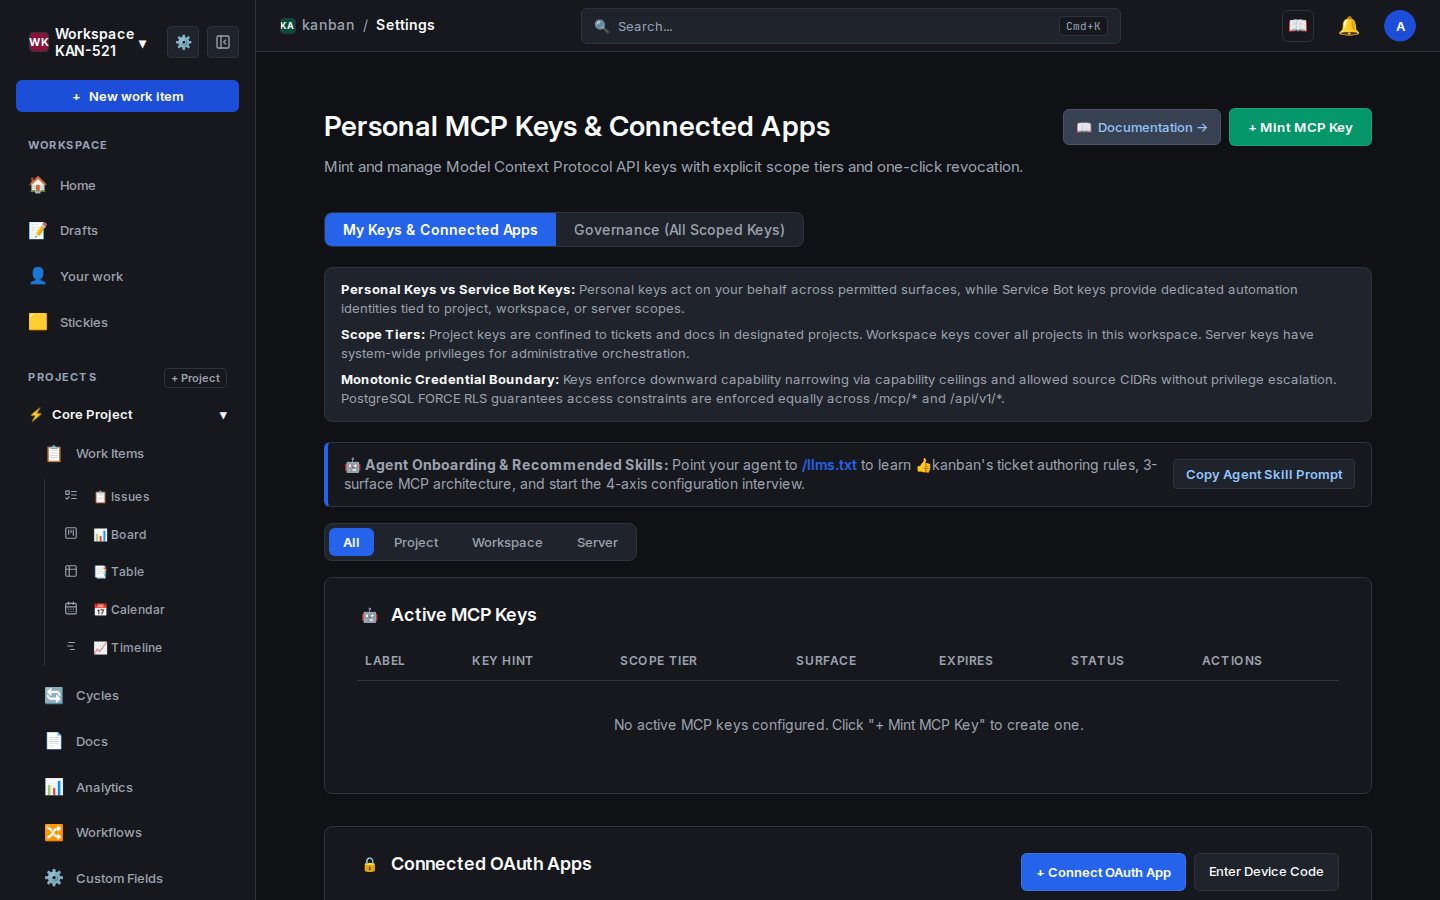 WK Workspace KAN-521 ▾
+ New work item
WORKSPACE
Home
Drafts
Your work
Stickies
PROJECTS
+ Project
Core Project ▾
Work Items
Issues
Board
Table
Calendar
Timeline
Cycles
Docs
Analytics
Workflows
Custom Fields
KA kanban / Settings
Search...
Cmd+K
A
Personal MCP Keys & Connected Apps
Documentation →
+ Mint MCP Key
Mint and manage Model Context Protocol API keys with explicit scope tiers and one-click revocation.
My Keys & Connected Apps
Governance (All Scoped Keys)
Personal Keys vs Service Bot Keys: Personal keys act on your behalf across permitted surfaces, while Service Bot keys provide dedicated automation
identities tied to project, workspace, or server scopes.
Scope Tiers: Project keys are confined to tickets and docs in designated projects. Workspace keys cover all projects in this workspace. Server keys have
system-wide privileges for administrative orchestration.
Monotonic Credential Boundary: Keys enforce downward capability narrowing via capability ceilings and allowed source CIDRs without privilege escalation.
PostgreSQL FORCE RLS guarantees access constraints are enforced equally across /mcp/* and /api/v1/*.
🤖 Agent Onboarding & Recommended Skills: Point your agent to /llms.txt to learn 👍kanban's ticket authoring rules, 3-
surface MCP architecture, and start the 4-axis configuration interview.
Copy Agent Skill Prompt
All
Project
Workspace
Server
Active MCP Keys
LABEL KEY HINT SCOPE TIER SURFACE EXPIRES STATUS ACTIONS
No active MCP keys configured. Click "+ Mint MCP Key" to create one.
Connected OAuth Apps
+ Connect OAuth App
Enter Device Code